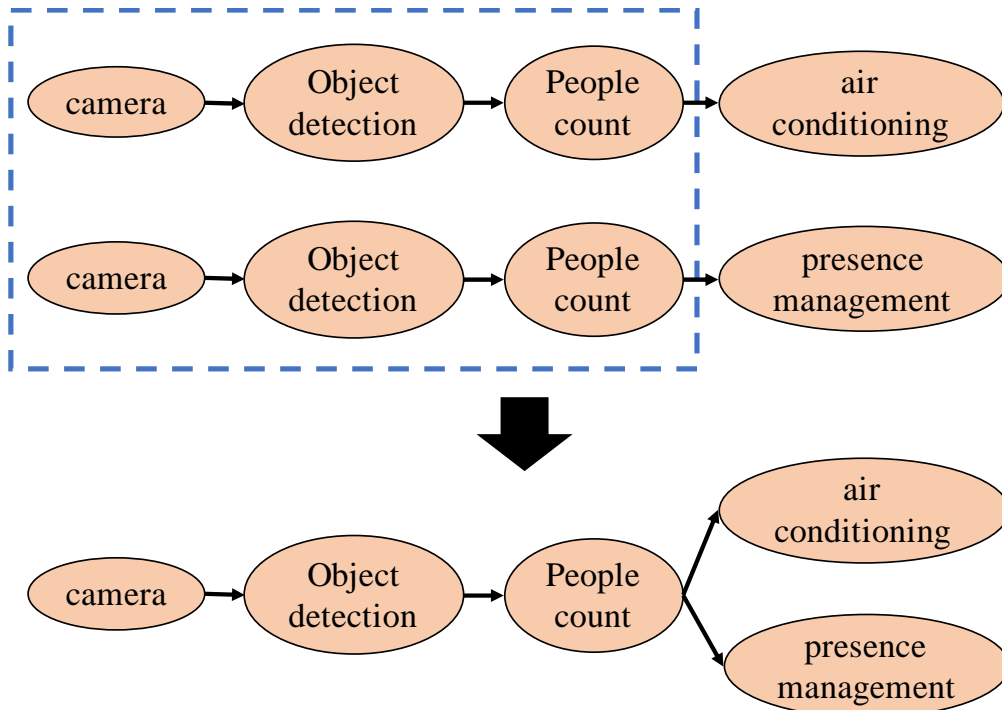 camera
Object
detection
People
count
air
conditioning
camera
Object
detection
People
count
presence
management
camera
Object
detection
People
count
air
conditioning
presence
management